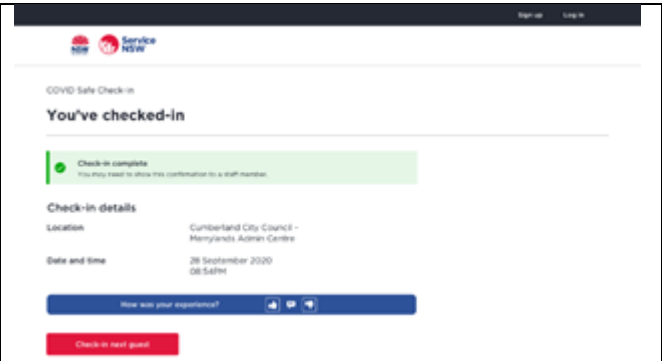 Sign up Log in
NSW
Service
NSW
COVID Safe Check-in
You've checked-in
Check-in complete
You may need to show this confirmation to a staff member.
Check-in details
Location Cumberland City Council -
Merrylands Admin Centre
Date and time 28 September 2020
08:54PM
How was your experience?
Check-in next guest